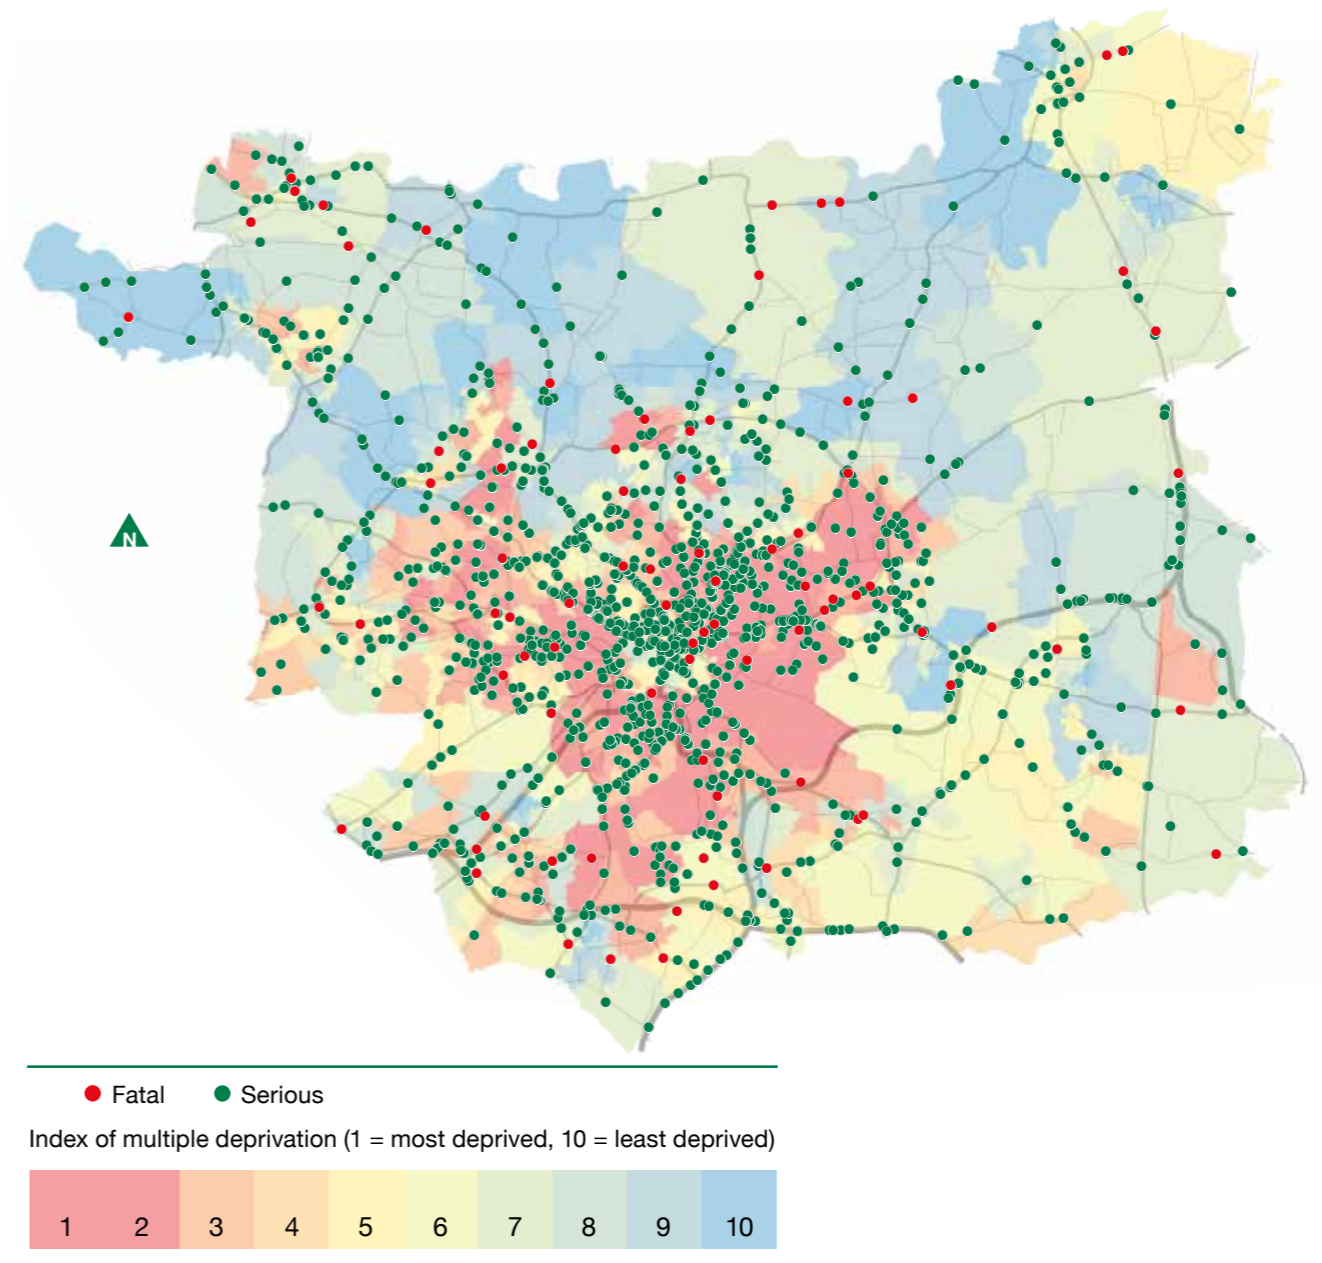 N
Fatal Serious
Index of multiple deprivation (1 = most deprived, 10 = least deprived)
1 2 3 4 5 6 7 8 9 10